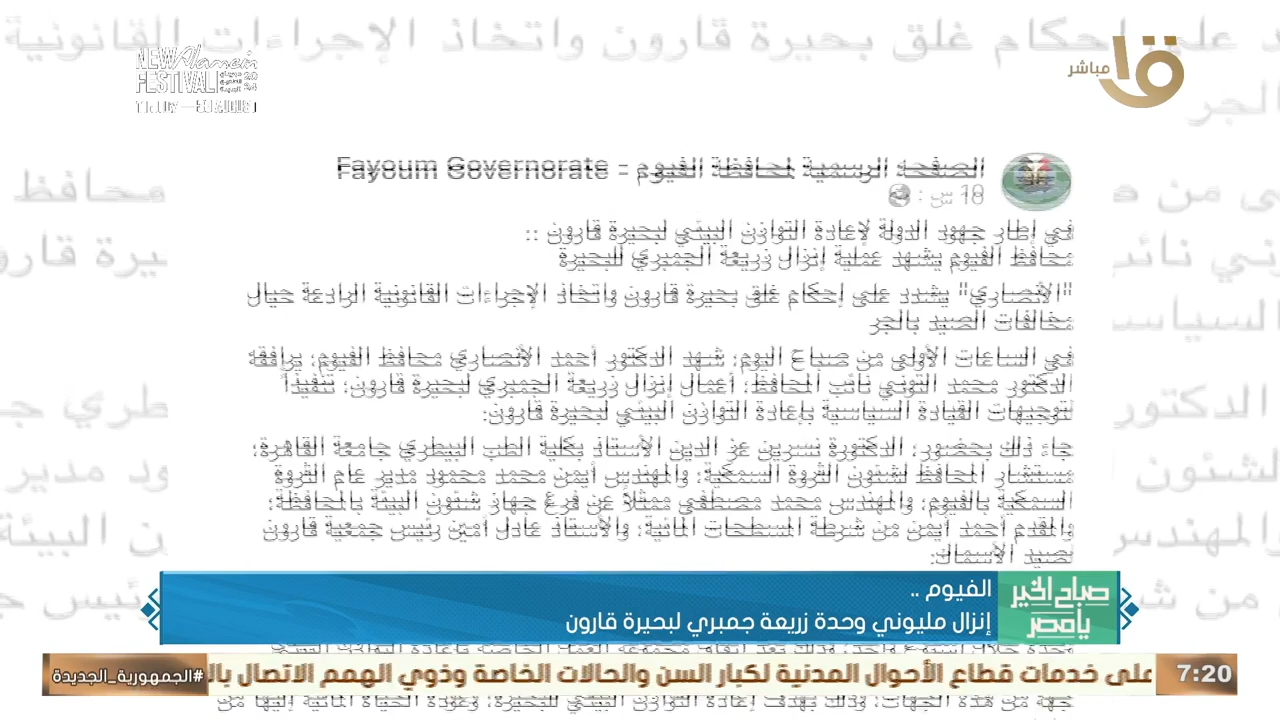 NEW Alamein
FESTIVAL
2024
11 JULY — 30 AUGUST
مباشر
الصفحة الرسمية لمحافظة الفيوم - Fayoum Governorate
في إطار جهود الدولة لإعادة التوازن البيئي لبحيرة قارون ::
محافظ الفيوم يشهد عملية إنزال زريعة الجمبري للبحيرة
"الأنصاري" يشدد على إحكام غلق بحيرة قارون واتخاذ الإجراءات القانونية الرادعة حيال
مخالفات الصيد بالجر
في الساعات الأولى من صباح اليوم، شهد الدكتور أحمد الأنصاري محافظ الفيوم، يرافقه
الدكتور محمد التوني نائب المحافظ، أعمال إنزال زريعة الجمبري لبحيرة قارون، تنفيذاً
لتوجيهات القيادة السياسية بإعادة التوازن البيئي لبحيرة قارون.
جاء ذلك بحضور، الدكتورة نسرين عز الدين الأستاذ بكلية الطب البيطري جامعة القاهرة،
مستشار المحافظ لشئون الثروة السمكية، والمهندس أيمن محمد محمود مدير عام الثروة
السمكية بالفيوم، والمهندس محمد مصطفى ممثلاً عن فرع جهاز شئون البيئة بالمحافظة،
والمقدم أحمد أيمن من شرطة المسطحات المائية، والأستاذ عادل أمين رئيس جمعية قارون
لصيد الأسماك.
صباح الخير
يا مصر
الفيوم ..
إنزال مليوني وحدة زريعة جمبري لبحيرة قارون
7:20
على خدمات قطاع الأحوال المدنية لكبار السن والحالات الخاصة وذوي الهمم الاتصال بال
#الجمهورية_الجديدة